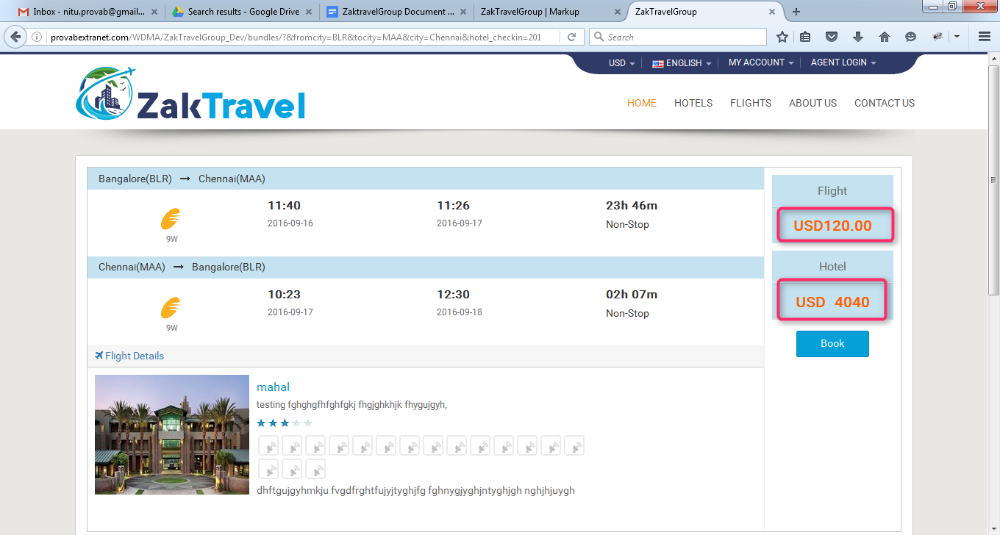 Inbox - nitu.provab@gmail...
Search results - Google Drive
ZaktravelGroup Document ...
ZakTravelGroup | Markup
ZakTravelGroup
provabextranet.com/WDMA/ZakTravelGroup_Dev/bundles/?&fromcity=BLR&tocity=MAA&city=Chennai&hotel_checkin=201
Search
USD
ENGLISH
MY ACCOUNT
AGENT LOGIN
ZakTravel
HOME
HOTELS
FLIGHTS
ABOUT US
CONTACT US
Bangalore(BLR) → Chennai(MAA)
11:40
11:26
23h 46m
2016-09-16
2016-09-17
Non-Stop
9W
Chennai(MAA) → Bangalore(BLR)
10:23
12:30
02h 07m
2016-09-17
2016-09-18
Non-Stop
9W
Flight Details
mahal
testing fghghgfhfghfgkj fhgjghkhjk fhygujgyh,
dhftgujgyhmkju fvgdfrghtfujyjtyghjfg fghnygjyghjntyghjgh nghjhjuygh
Flight
USD120.00
Hotel
USD 4040
Book